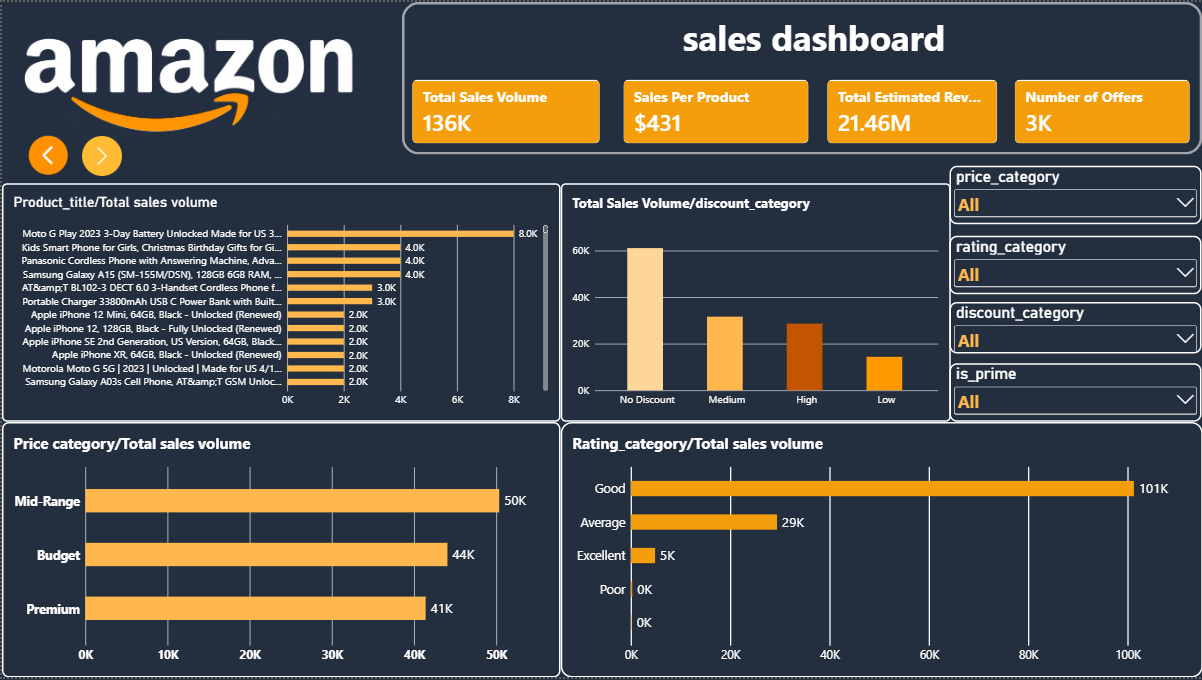 amazon
sales dashboard
Total Sales Volume
136K
Sales Per Product
$431
Total Estimated Rev...
21.46M
Number of Offers
3K
price_category
All
rating_category
All
discount_category
All
is_prime
All
Product_title/Total sales volume
Moto G Play 2023 3-Day Battery Unlocked Made for US 3... 8.0K
Kids Smart Phone for Girls, Christmas Birthday Gifts for Gi... 4.0K
Panasonic Cordless Phone with Answering Machine, Adva... 4.0K
Samsung Galaxy A15 (SM-155M/DSN), 128GB 6GB RAM, ... 4.0K
AT&amp;T BL102-3 DECT 6.0 3-Handset Cordless Phone f... 3.0K
Portable Charger 33800mAh USB C Power Bank with Built... 3.0K
Apple iPhone 12 Mini, 64GB, Black - Unlocked (Renewed) 2.0K
Apple iPhone 12, 128GB, Black - Fully Unlocked (Renewed) 2.0K
Apple iPhone SE 2nd Generation, US Version, 64GB, Black... 2.0K
Apple iPhone XR, 64GB, Black - Unlocked (Renewed) 2.0K
Motorola Moto G 5G | 2023 | Unlocked | Made for US 4/1... 2.0K
Samsung Galaxy A03s Cell Phone, AT&amp;T GSM Unloc... 2.0K
0K 2K 4K 6K 8K
Total Sales Volume/discount_category
60K
40K
20K
0K
No Discount Medium High Low
Price category/Total sales volume
Mid-Range 50K
Budget 44K
Premium 41K
0K 10K 20K 30K 40K 50K
Rating_category/Total sales volume
Good 101K
Average 29K
Excellent 5K
Poor 0K
0K
0K 20K 40K 60K 80K 100K